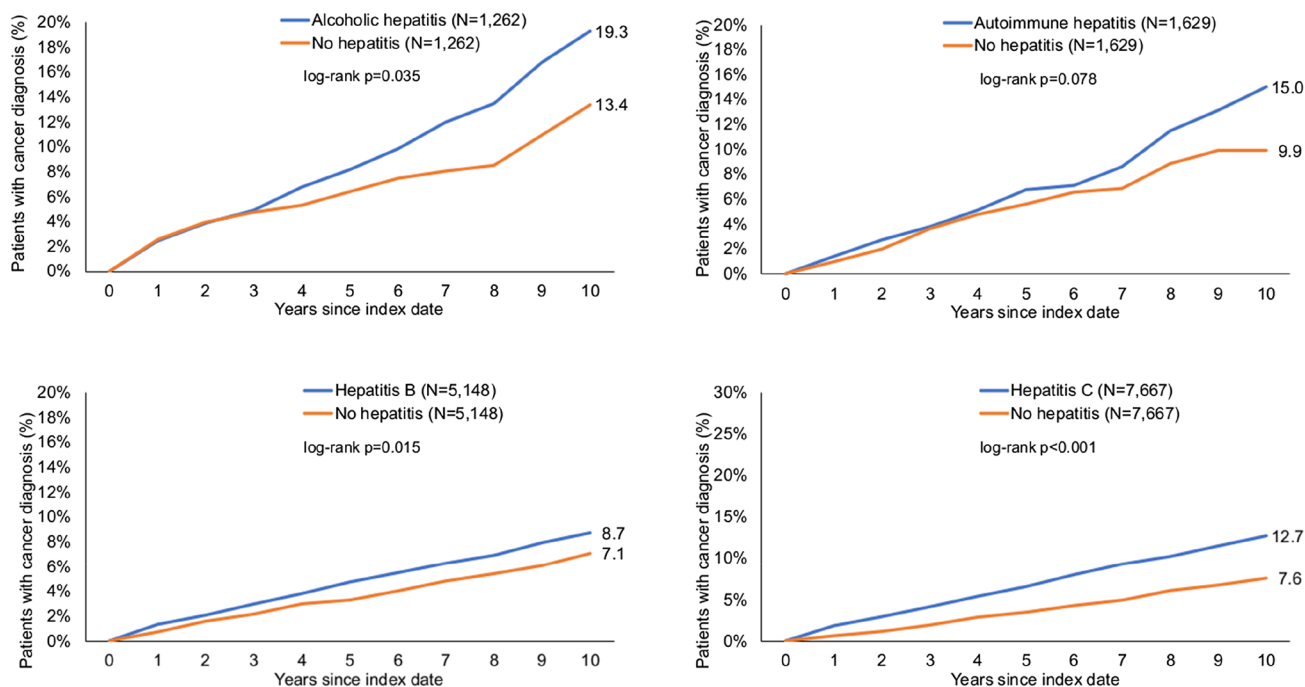 Patients with cancer diagnosis (%)
20%
18%
16%
14%
12%
10%
8%
6%
4%
2%
0%
Alcoholic hepatitis (N=1,262)
No hepatitis (N=1,262)
log-rank p=0.035
19.3
13.4
0 1 2 3 4 5 6 7 8 9 10
Years since index date
Patients with cancer diagnosis (%)
20%
18%
16%
14%
12%
10%
8%
6%
4%
2%
0%
Autoimmune hepatitis (N=1,629)
No hepatitis (N=1,629)
log-rank p=0.078
15.0
9.9
0 1 2 3 4 5 6 7 8 9 10
Years since index date
Patients with cancer diagnosis (%)
20%
18%
16%
14%
12%
10%
8%
6%
4%
2%
0%
Hepatitis B (N=5,148)
No hepatitis (N=5,148)
log-rank p=0.015
8.7
7.1
0 1 2 3 4 5 6 7 8 9 10
Years since index date
Patients with cancer diagnosis (%)
30%
25%
20%
15%
10%
5%
0%
Hepatitis C (N=7,667)
No hepatitis (N=7,667)
log-rank p<0.001
12.7
7.6
0 1 2 3 4 5 6 7 8 9 10
Years since index date